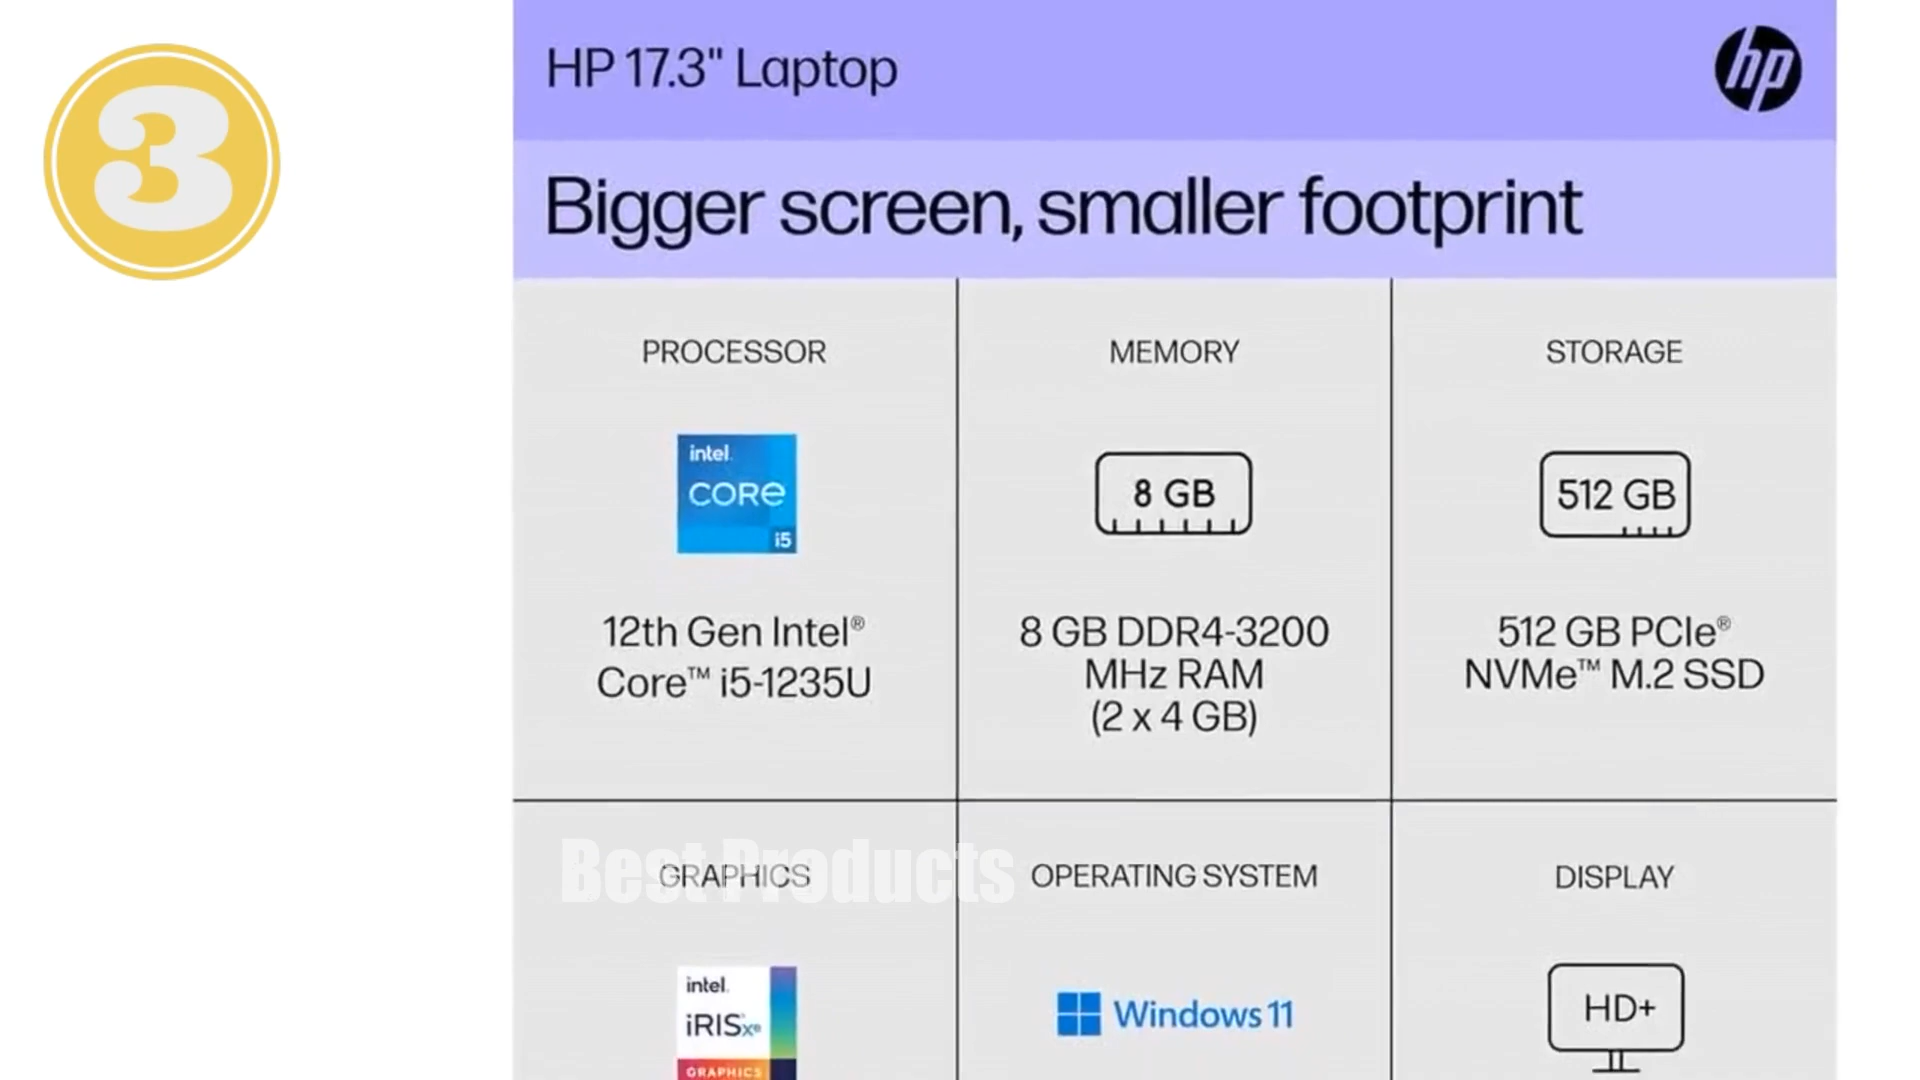 3
HP 17.3" Laptop
hp
Bigger screen, smaller footprint
PROCESSOR
MEMORY
STORAGE
intel.
CORe
i5
8 GB
512 GB
12th Gen Intel®
Core™ i5-1235U
8 GB DDR4-3200
MHz RAM
(2 x 4 GB)
512 GB PCIe®
NVMe™ M.2 SSD
Best Products
GRAPHICS
OPERATING SYSTEM
DISPLAY
intel.
iRISxe
GRAPHICS
Windows 11
HD+